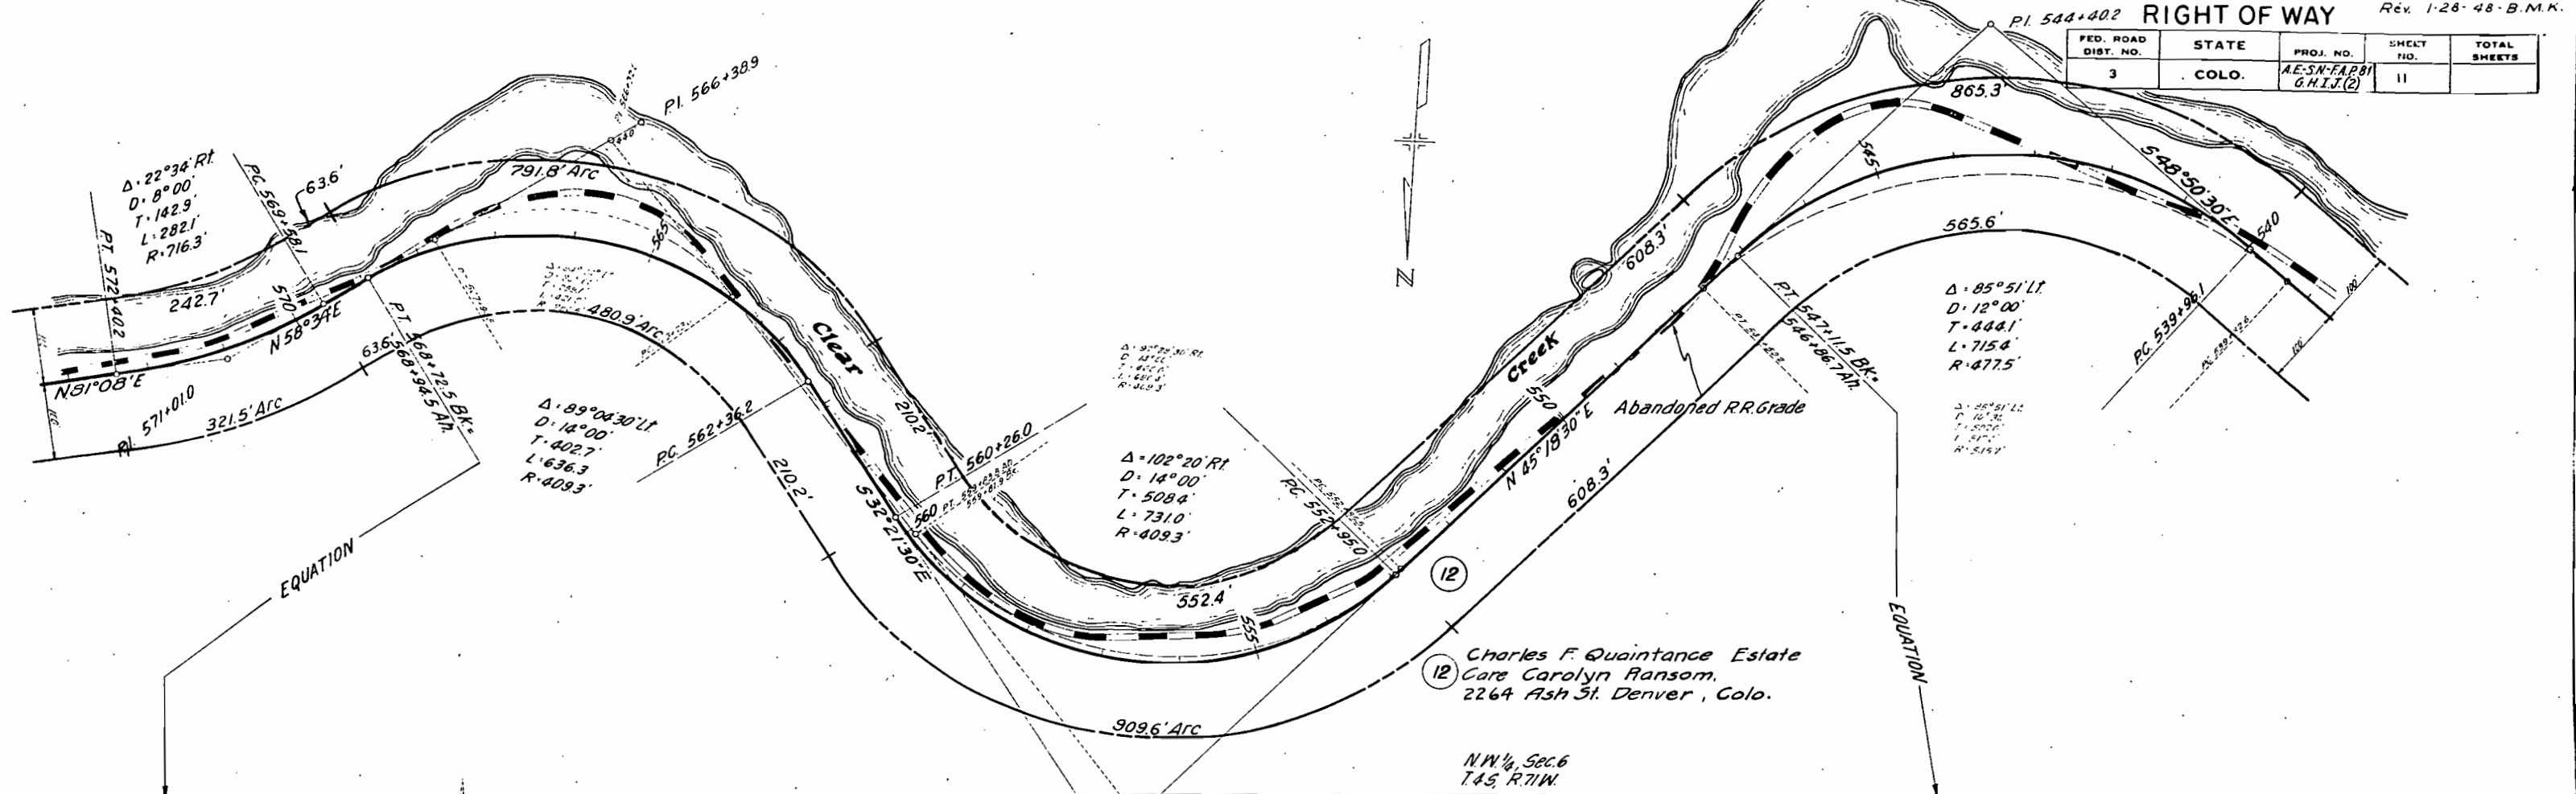 RIGHT OF WAY
Rev. 1-28-48-B.M.K.
FED. ROAD DIST. NO.
STATE
PROJ. NO.
SHEET NO.
TOTAL SHEETS
3
COLO.
A.E-S.N-F.A.P. 81 G.H.I.J.(2)
11
P.I. 544+40.2
P.I. 566+38.9
Δ=22°34' Rt.
D=8°00'
T=142.9'
L=282.1'
R=716.3'
P.C. 569+58.1
63.6'
791.8' Arc
P.T. 572+40.2
242.7'
570
N58°34'E
N81°08'E
P.I. 571+01.0
321.5' Arc
63.6'
P.T. 568+72.5 BK=
568+94.5 Ah.
480.9' Arc
565
Δ=89°04'30" Lt.
D=14°00'
T=402.7'
L=636.3
R=409.3'
P.C. 562+36.2
210.2'
210.2'
Clear
P.T. 560+26.0
560
S32°21'30"E
EQUATION
Δ=102°20' Rt.
D=14°00'
T=508.4'
L=731.0'
R=409.3'
P.C. 552+95.0
552.4'
555
909.6' Arc
Creek
550
608.3'
N45°18'30"E
608.3'
Abandoned R.R. Grade
P.T. 547+11.5 BK=
546+86.7 Ah.
EQUATION
865.3'
545
565.6'
S48°50'30"E
540
Δ=85°51' Lt.
D=12°00'
T=444.1'
L=715.4'
R=477.5'
P.C. 539+96.1
100'
100'
N
12
12
Charles F. Quaintance Estate
Care Carolyn Ransom.
2264 Ash St. Denver, Colo.
N.W.¼, Sec.6
T.4S, R.71W.